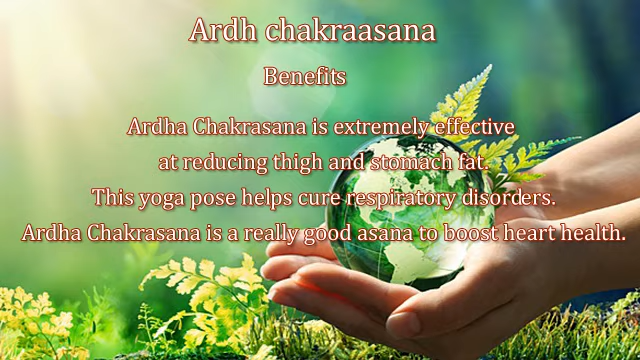 Ardh chakraasana
Benefits
Ardha Chakrasana is extremely effective
at reducing thigh and stomach fat.
This yoga pose helps cure respiratory disorders.
Ardha Chakrasana is a really good asana to boost heart health.